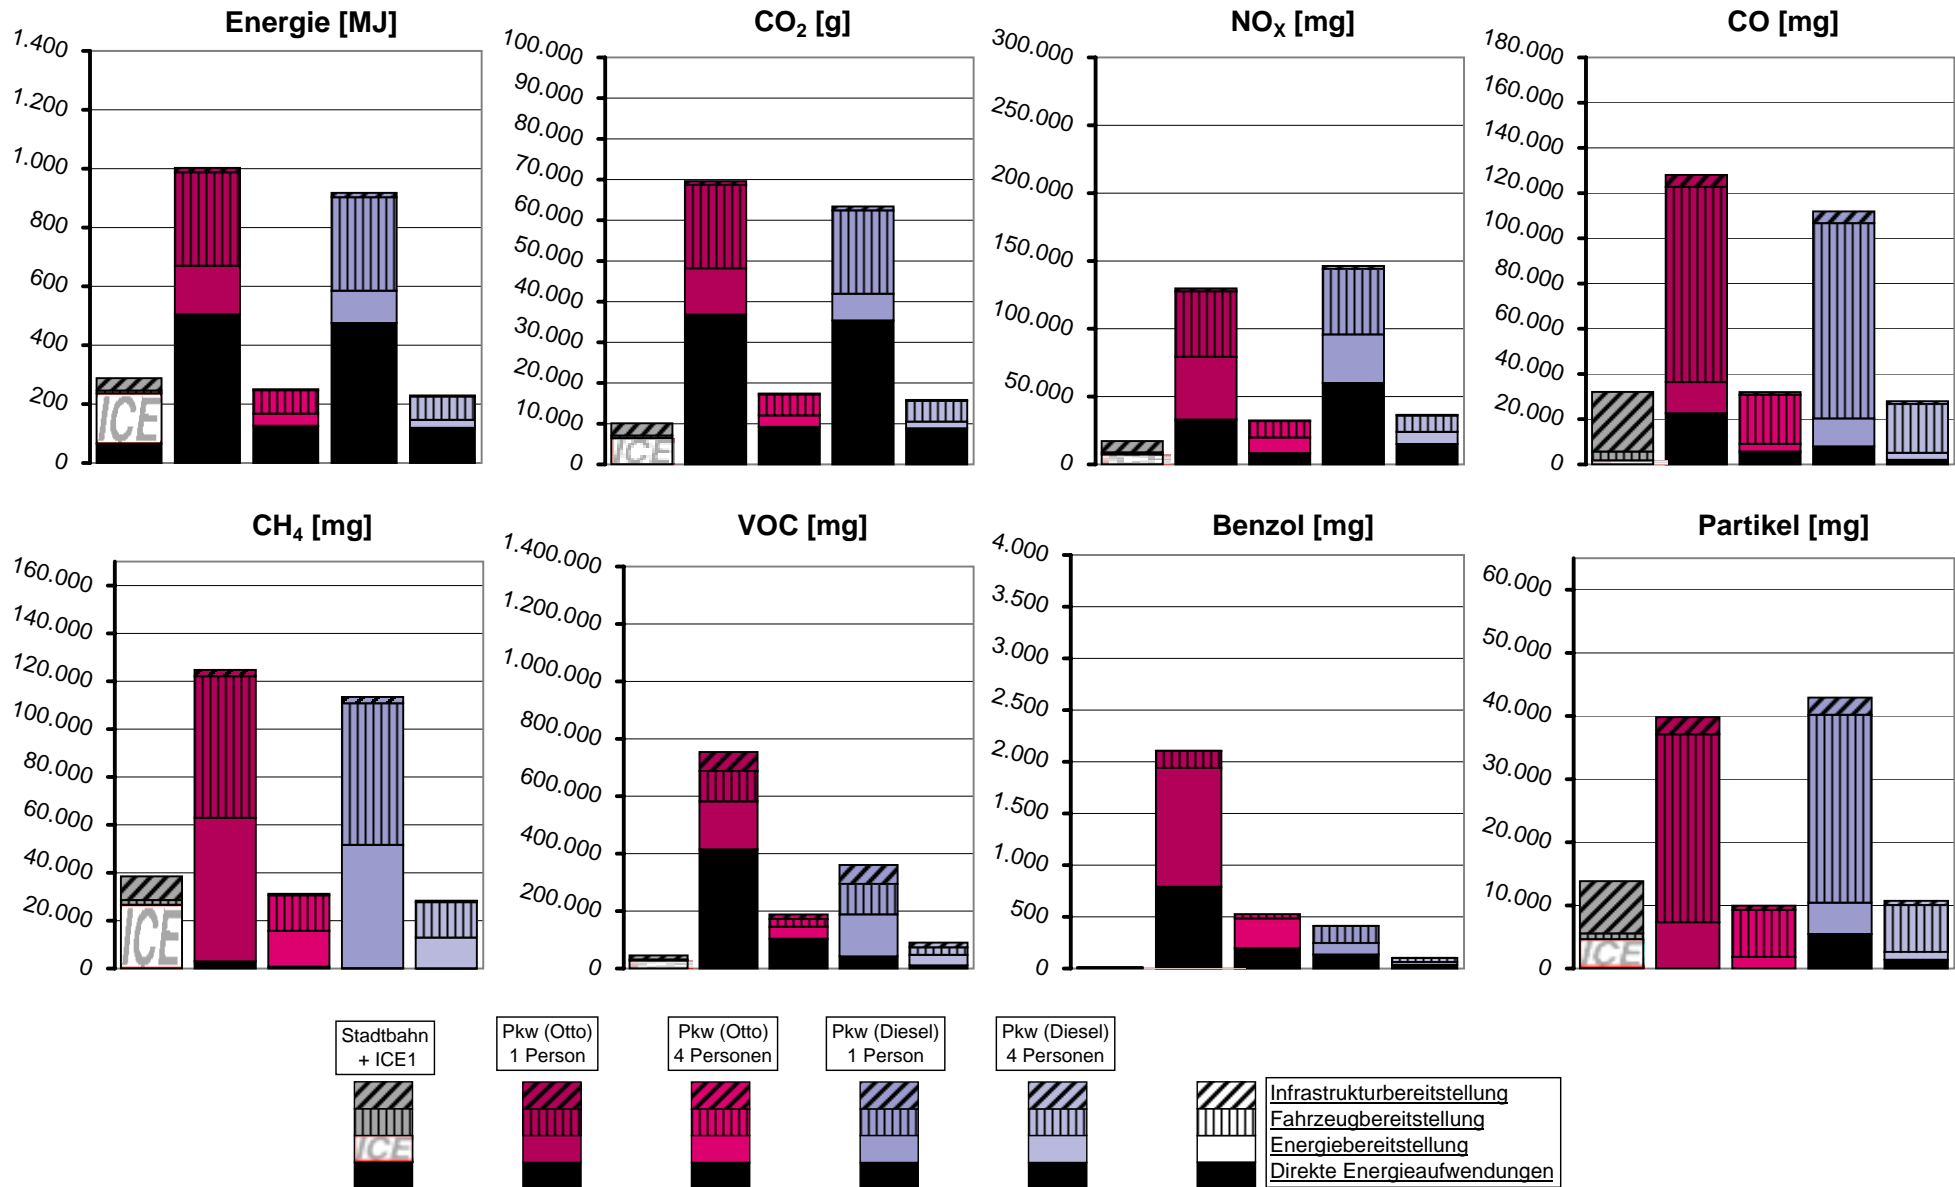 Energie [MJ]
1.400
1.200
1.000
800
600
400
200
0
ICE
CO₂ [g]
100.000
90.000
80.000
70.000
60.000
50.000
40.000
30.000
20.000
10.000
0
ICE
NOX [mg]
300.000
250.000
200.000
150.000
100.000
50.000
0
CO [mg]
180.000
160.000
140.000
120.000
100.000
80.000
60.000
40.000
20.000
0
CH₄ [mg]
160.000
140.000
120.000
100.000
80.000
60.000
40.000
20.000
0
ICE
VOC [mg]
1.400.000
1.200.000
1.000.000
800.000
600.000
400.000
200.000
0
Benzol [mg]
4.000
3.500
3.000
2.500
2.000
1.500
1.000
500
0
Partikel [mg]
60.000
50.000
40.000
30.000
20.000
10.000
0
ICE
Stadtbahn
+ ICE1
Pkw (Otto)
1 Person
Pkw (Otto)
4 Personen
Pkw (Diesel)
1 Person
Pkw (Diesel)
4 Personen
ICE
Infrastrukturbereitstellung
Fahrzeugbereitstellung
Energiebereitstellung
Direkte Energieaufwendungen